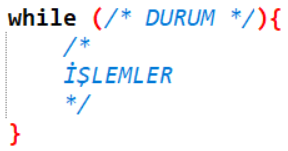 while (/* DURUM */){
/*
İŞLEMLER
*/
}